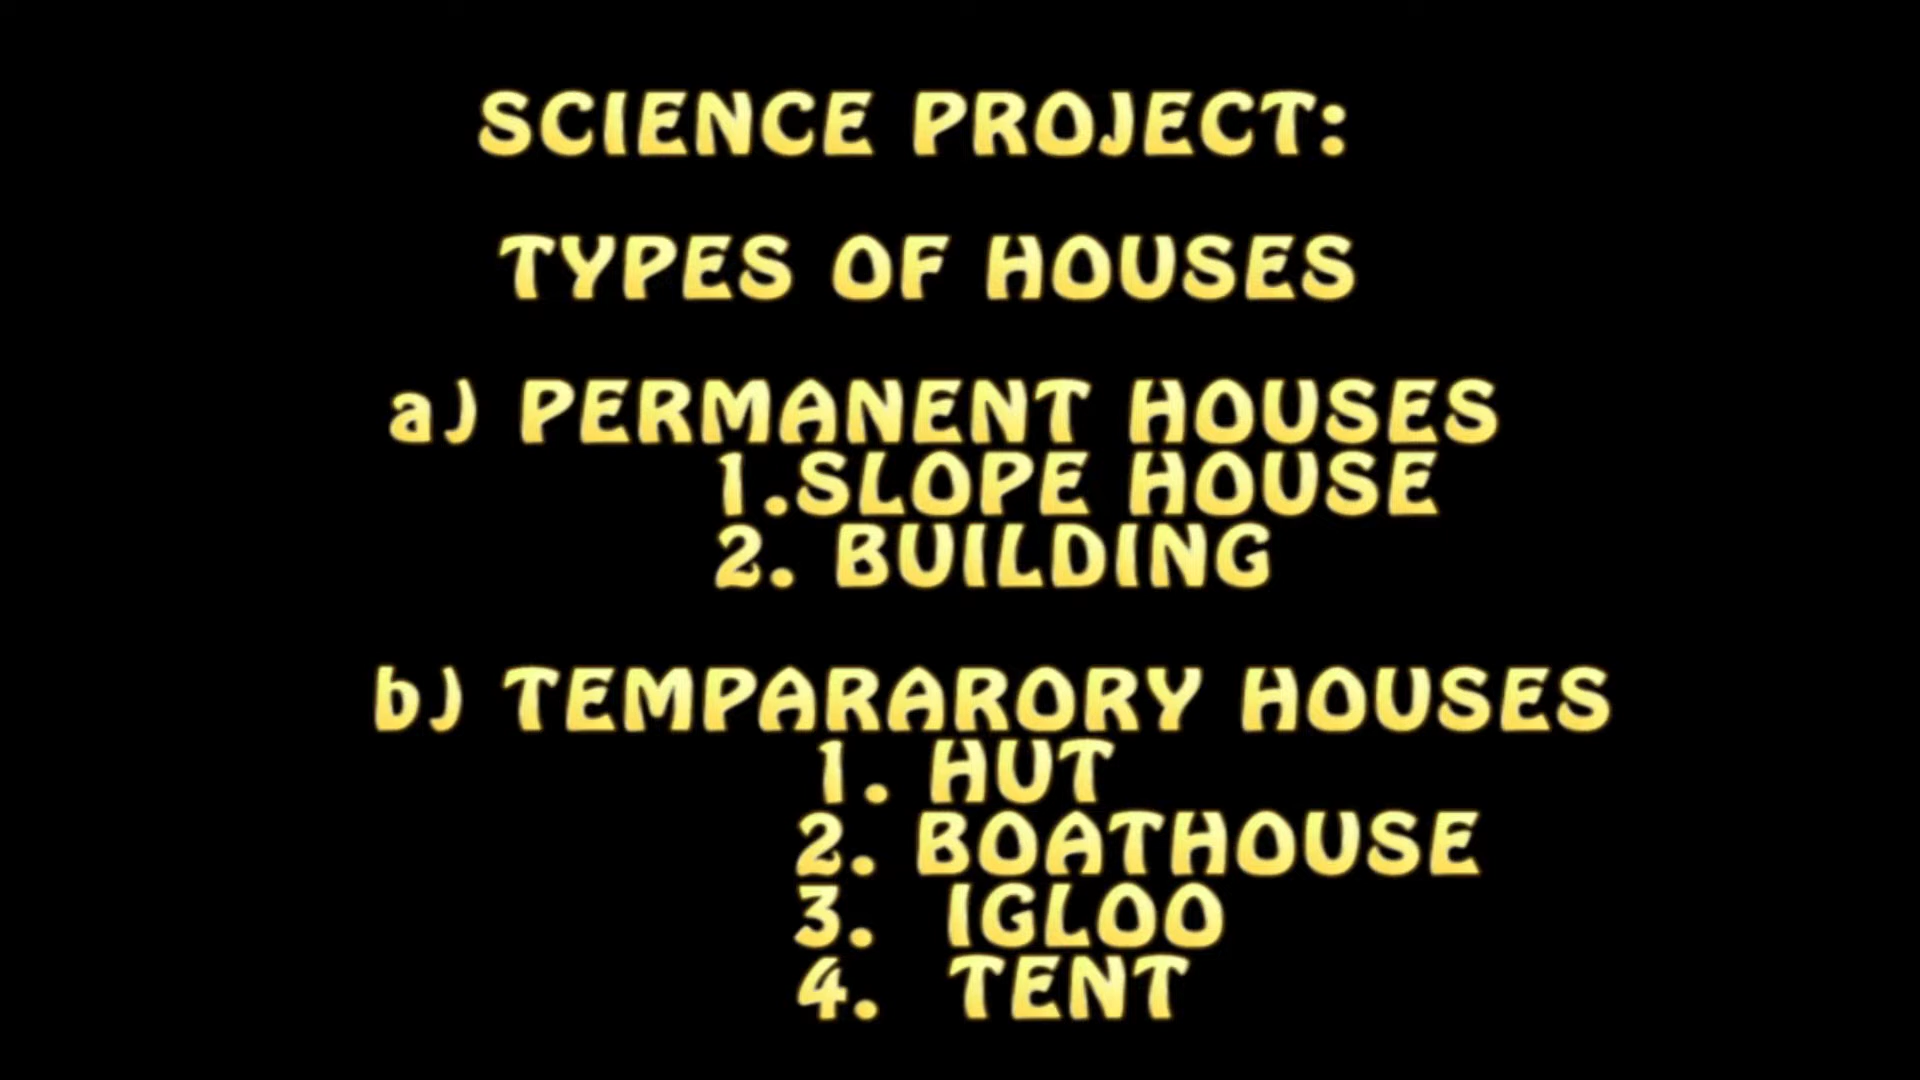 SCIENCE PROJECT:
TYPES OF HOUSES
a) PERMANENT HOUSES
1.SLOPE HOUSE
2. BUILDING
b) TEMPARARORY HOUSES
1. HUT
2. BOATHOUSE
3. IGLOO
4. TENT